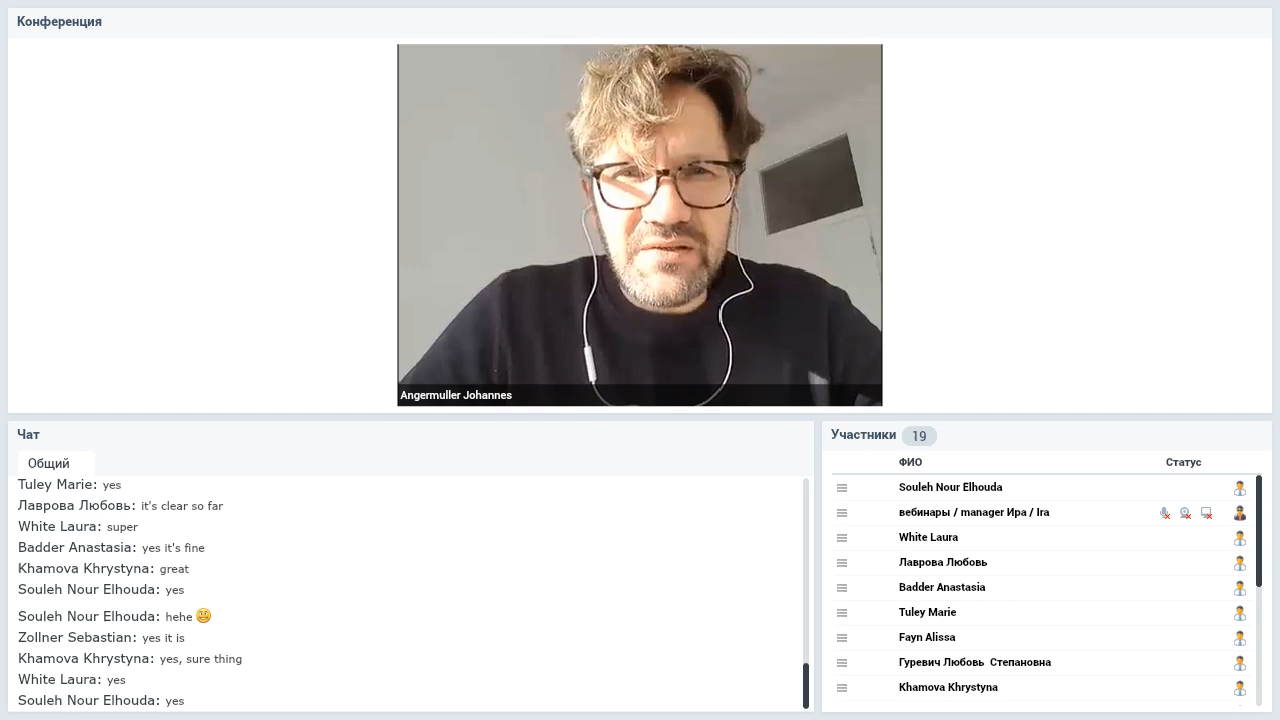 Конференция
Angermuller Johannes
Чат
Общий
Tuley Marie: yes
Лаврова Любовь: it's clear so far
White Laura: super
Badder Anastasia: yes it's fine
Khamova Khrystyna: great
Souleh Nour Elhouda: yes
Souleh Nour Elhouda: hehe
Zollner Sebastian: yes it is
Khamova Khrystyna: yes, sure thing
White Laura: yes
Souleh Nour Elhouda: yes
Участники 19
ФИО Статус
Souleh Nour Elhouda
вебинары / manager Ира / Ira
White Laura
Лаврова Любовь
Badder Anastasia
Tuley Marie
Fayn Alissa
Гуревич Любовь Степановна
Khamova Khrystyna